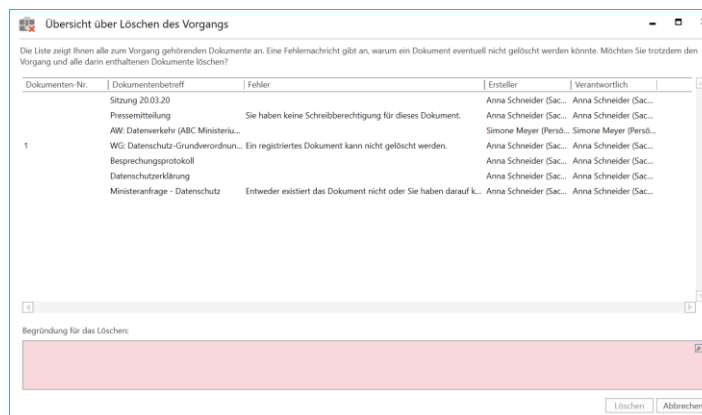 Übersicht über Löschen des Vorgangs
Die Liste zeigt Ihnen alle zum Vorgang gehörenden Dokumente an. Eine Fehlernachricht gibt an, warum ein Dokument eventuell nicht gelöscht werden könnte. Möchten Sie trotzdem den
Vorgang und alle darin enthaltenen Dokumente löschen?
Dokumenten-Nr. Dokumentenbetreff Fehler Ersteller Verantwortlich
Sitzung 20.03.20 Anna Schneider (Sac... Anna Schneider (Sac...
Pressemitteilung Sie haben keine Schreibberechtigung für dieses Dokument. Anna Schneider (Sac... Anna Schneider (Sac...
AW: Datenverkehr (ABC Ministeriu... Simone Meyer (Persö... Simone Meyer (Persö...
1 WG: Datenschutz-Grundverordnun... Ein registriertes Dokument kann nicht gelöscht werden. Anna Schneider (Sac... Anna Schneider (Sac...
Besprechungsprotokoll Anna Schneider (Sac... Anna Schneider (Sac...
Datenschutzerklärung Anna Schneider (Sac... Anna Schneider (Sac...
Ministeranfrage - Datenschutz Entweder existiert das Dokument nicht oder Sie haben darauf k... Anna Schneider (Sac... Anna Schneider (Sac...
Begründung für das Löschen:
Löschen Abbrechen